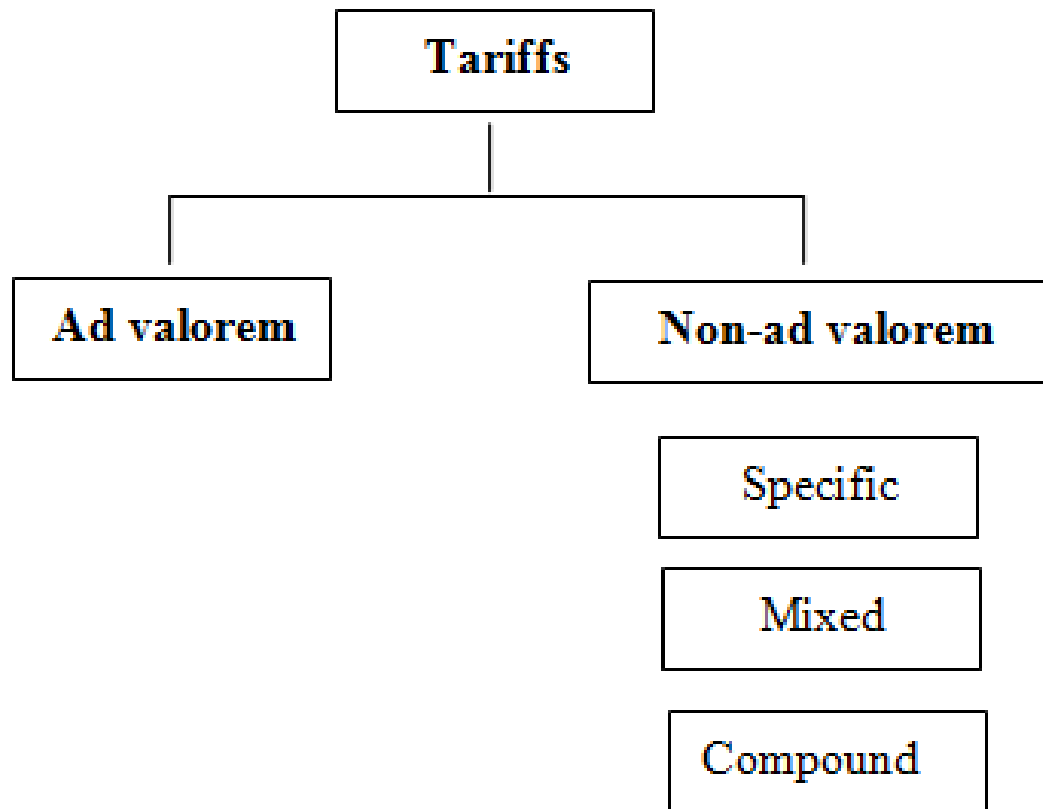 Tariffs
Ad valorem
Non-ad valorem
Specific
Mixed
Compound